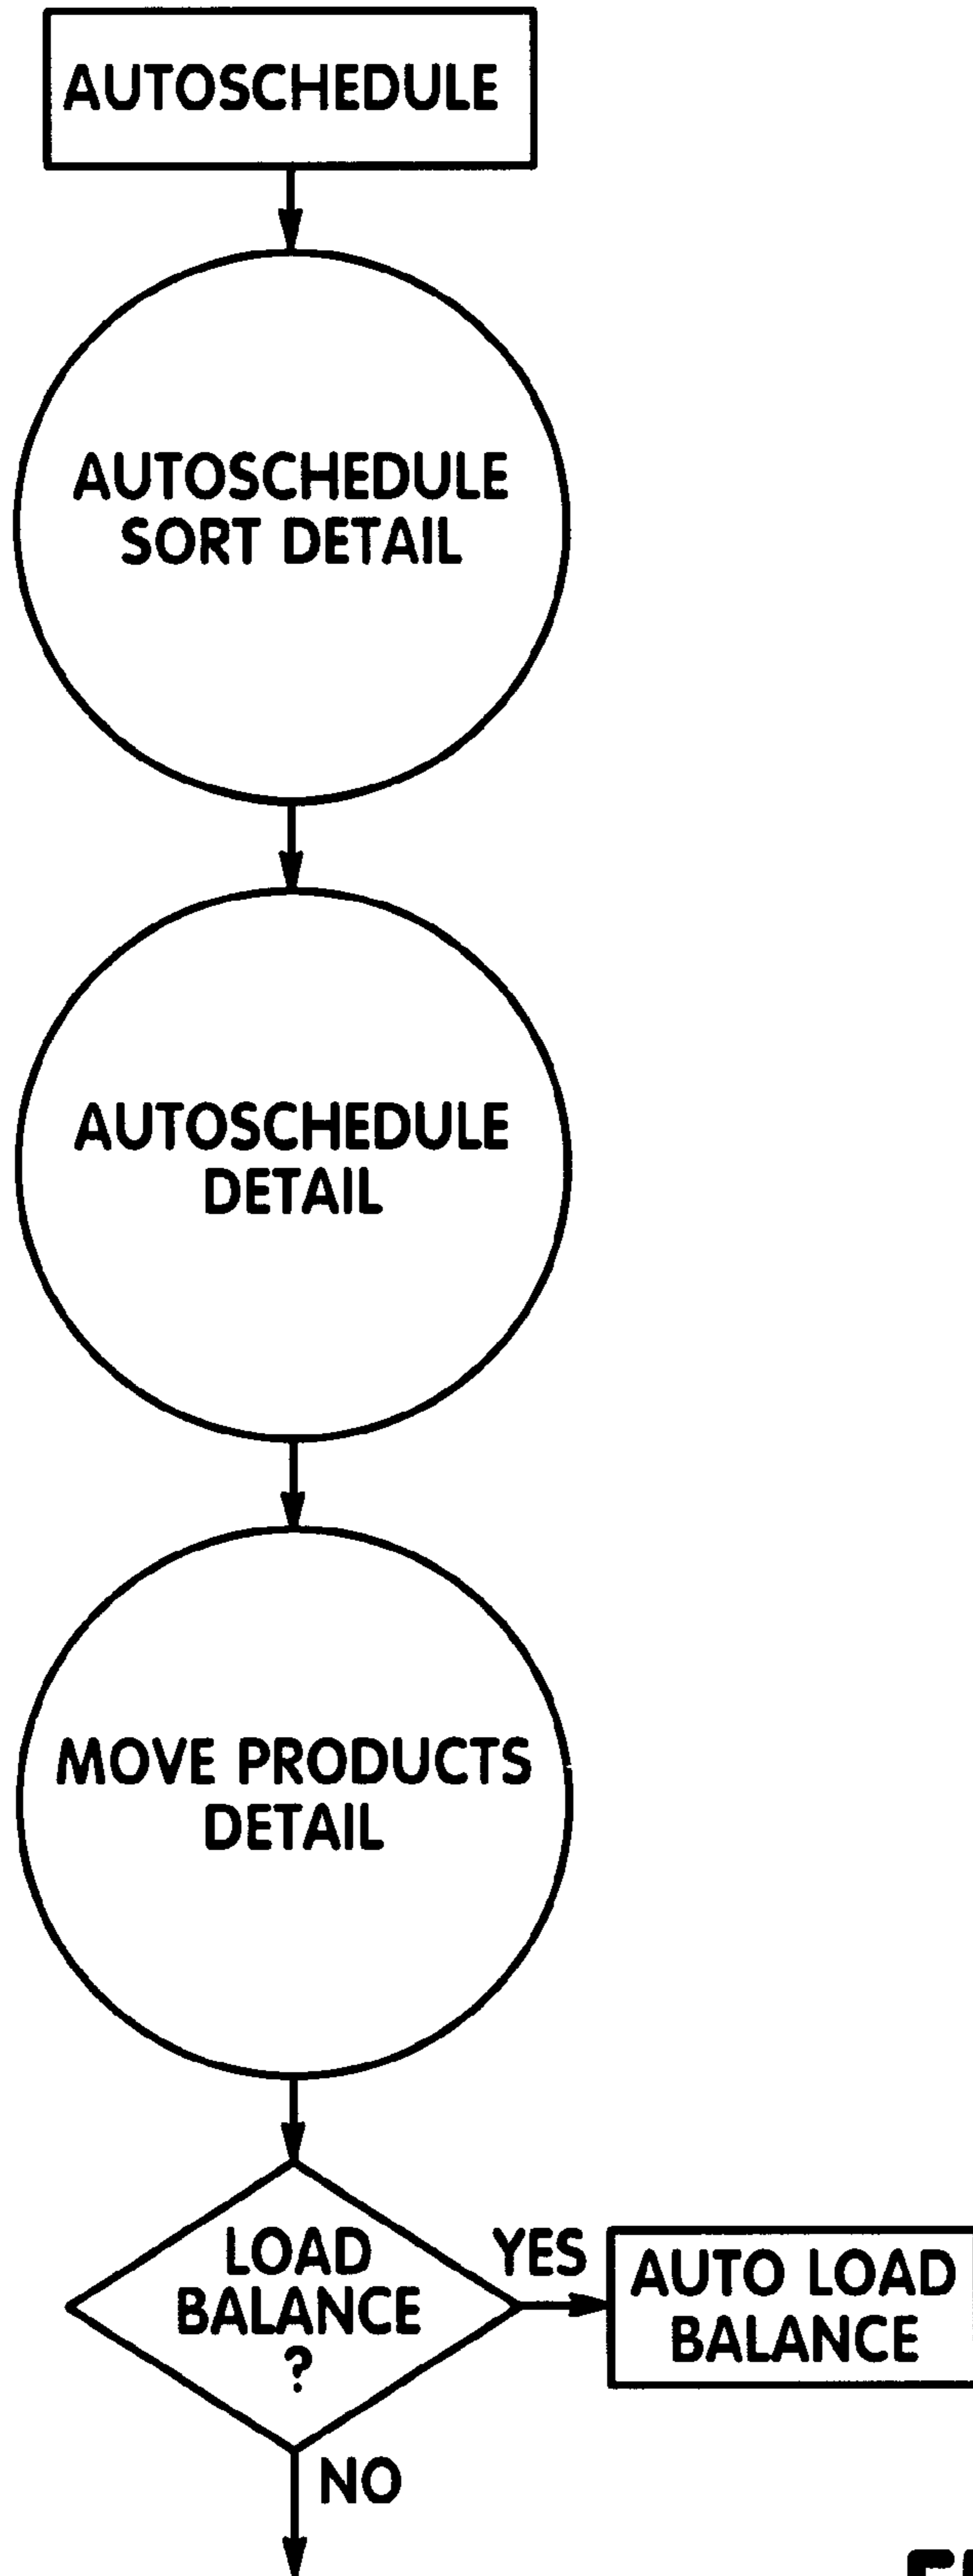 AUTOSCHEDULE
AUTOSCHEDULE
SORT DETAIL
AUTOSCHEDULE
DETAIL
MOVE PRODUCTS
DETAIL
LOAD
BALANCE
?
YES
AUTO LOAD
BALANCE
NO